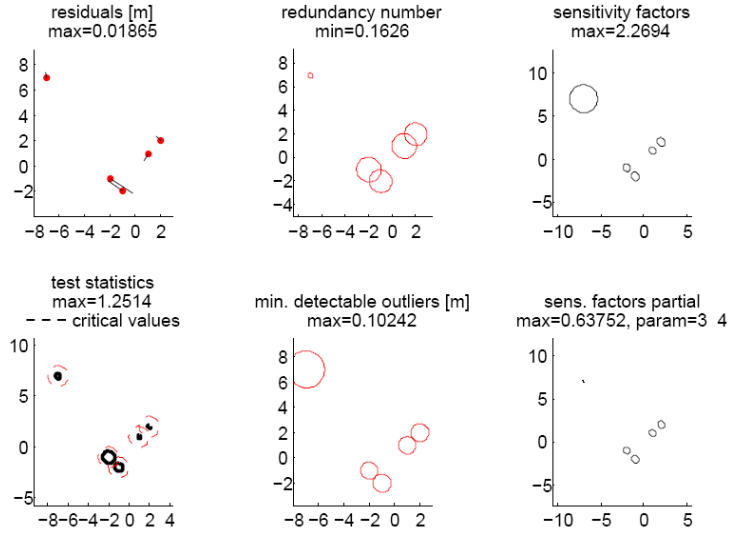 residuals [m]
max=0.01865
8
6
4
2
0
−2
−8 −6 −4 −2 0 2
redundancy number
min=0.1626
8
6
4
2
0
−2
−4
−8 −6 −4 −2 0 2
sensitivity factors
max=2.2694
10
5
0
−5
−10 −5 0 5
test statistics
max=1.2514
− − − critical values
10
5
0
−5
−8−6−4−2 0 2 4
min. detectable outliers [m]
max=0.10242
8
6
4
2
0
−2
−8 −6 −4 −2 0 2
sens. factors partial
max=0.63752, param=3 4
10
5
0
−5
−10 −5 0 5